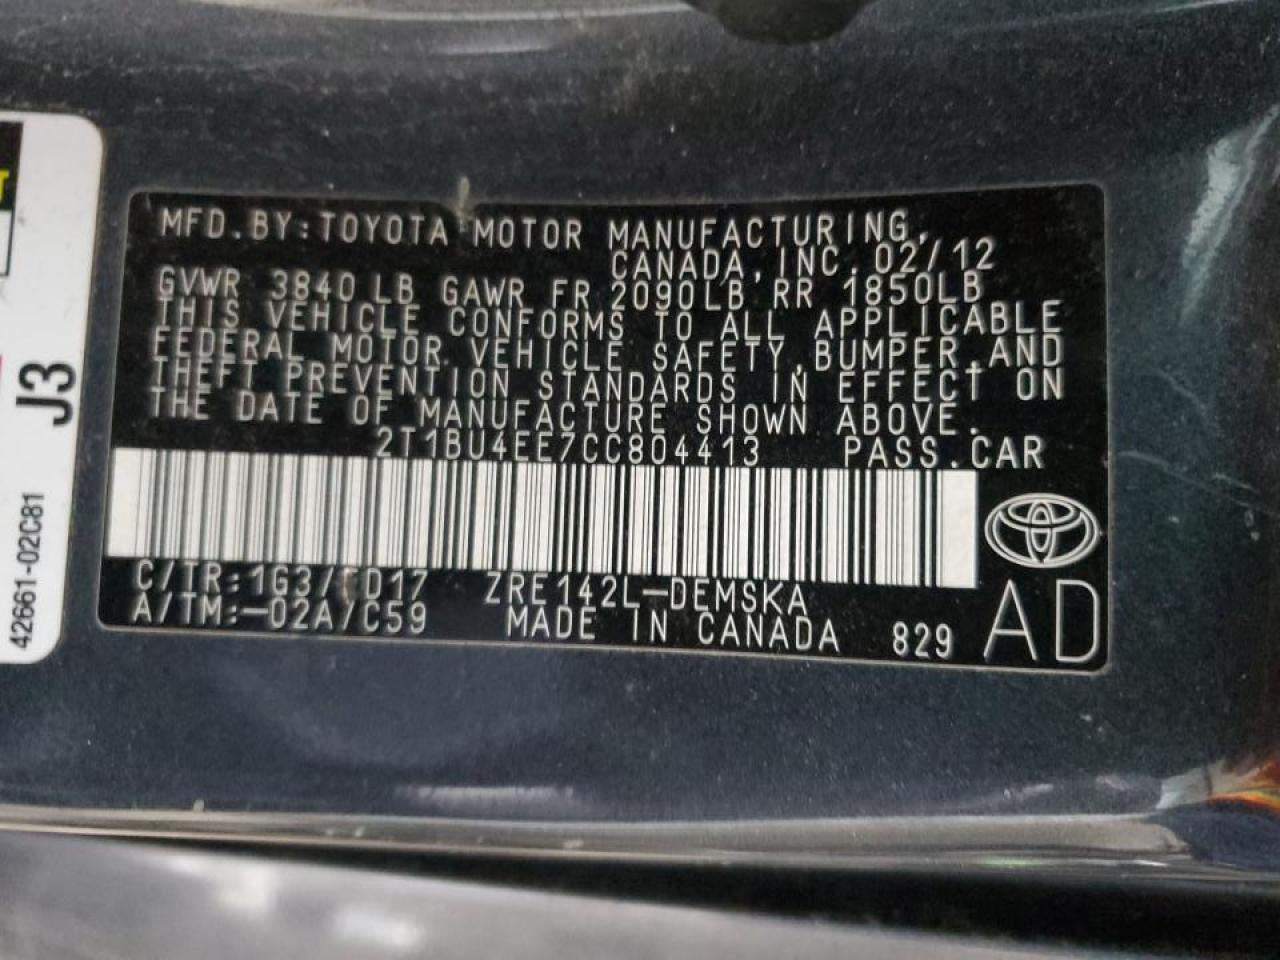 MFD.BY:TOYOTA MOTOR MANUFACTURING,
CANADA, INC. 02/12
GVWR 3840 LB GAWR FR 2090LB RR 1850LB
THIS VEHICLE CONFORMS TO ALL APPLICABLE
FEDERAL MOTOR VEHICLE SAFETY, BUMPER, AND
THEFT PREVENTION STANDARDS IN EFFECT ON
THE DATE OF MANUFACTURE SHOWN ABOVE.
2T1BU4EE7CC804413 PASS.CAR
C/TR:1G3/FD17 ZRE142L-DEMSKA
A/TM:-02A/C59 MADE IN CANADA 829 AD
J3
42661-02C81